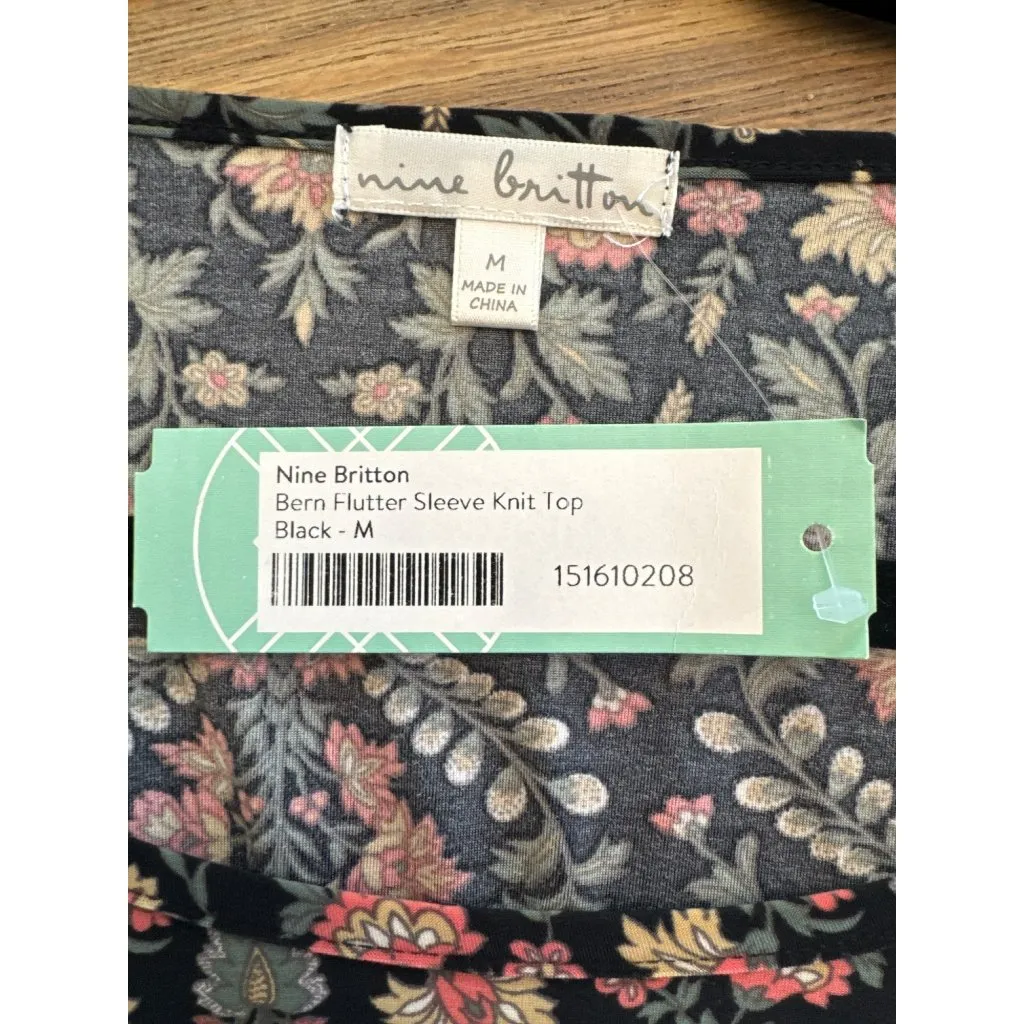 nine britton
M
MADE IN
CHINA
Nine Britton
Bern Flutter Sleeve Knit Top
Black - M
151610208